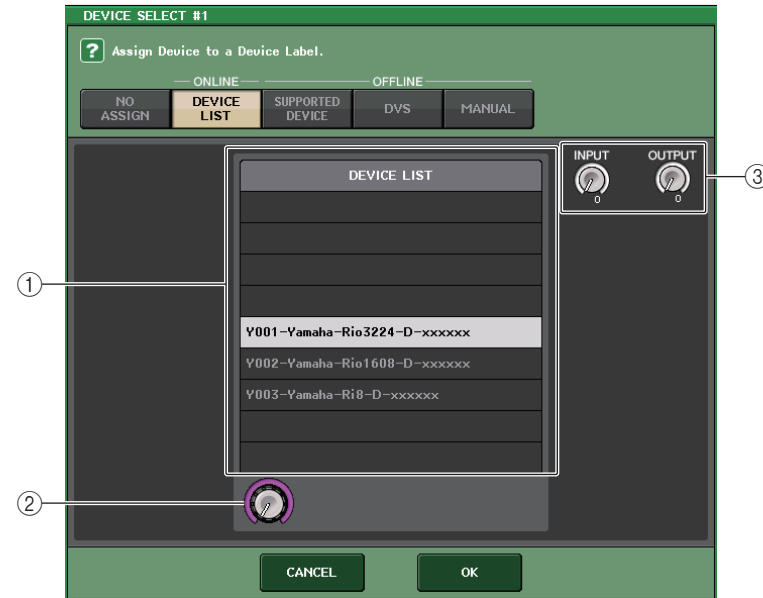 DEVICE SELECT #1
? Assign Device to a Device Label.
ONLINE OFFLINE
NO ASSIGN
DEVICE LIST
SUPPORTED DEVICE
DVS
MANUAL
DEVICE LIST
INPUT OUTPUT
0 0
③
①
Y001-Yamaha-Rio3224-D-xxxxxx
Y002-Yamaha-Rio1608-D-xxxxxx
Y003-Yamaha-Ri8-D-xxxxxx
②
CANCEL OK